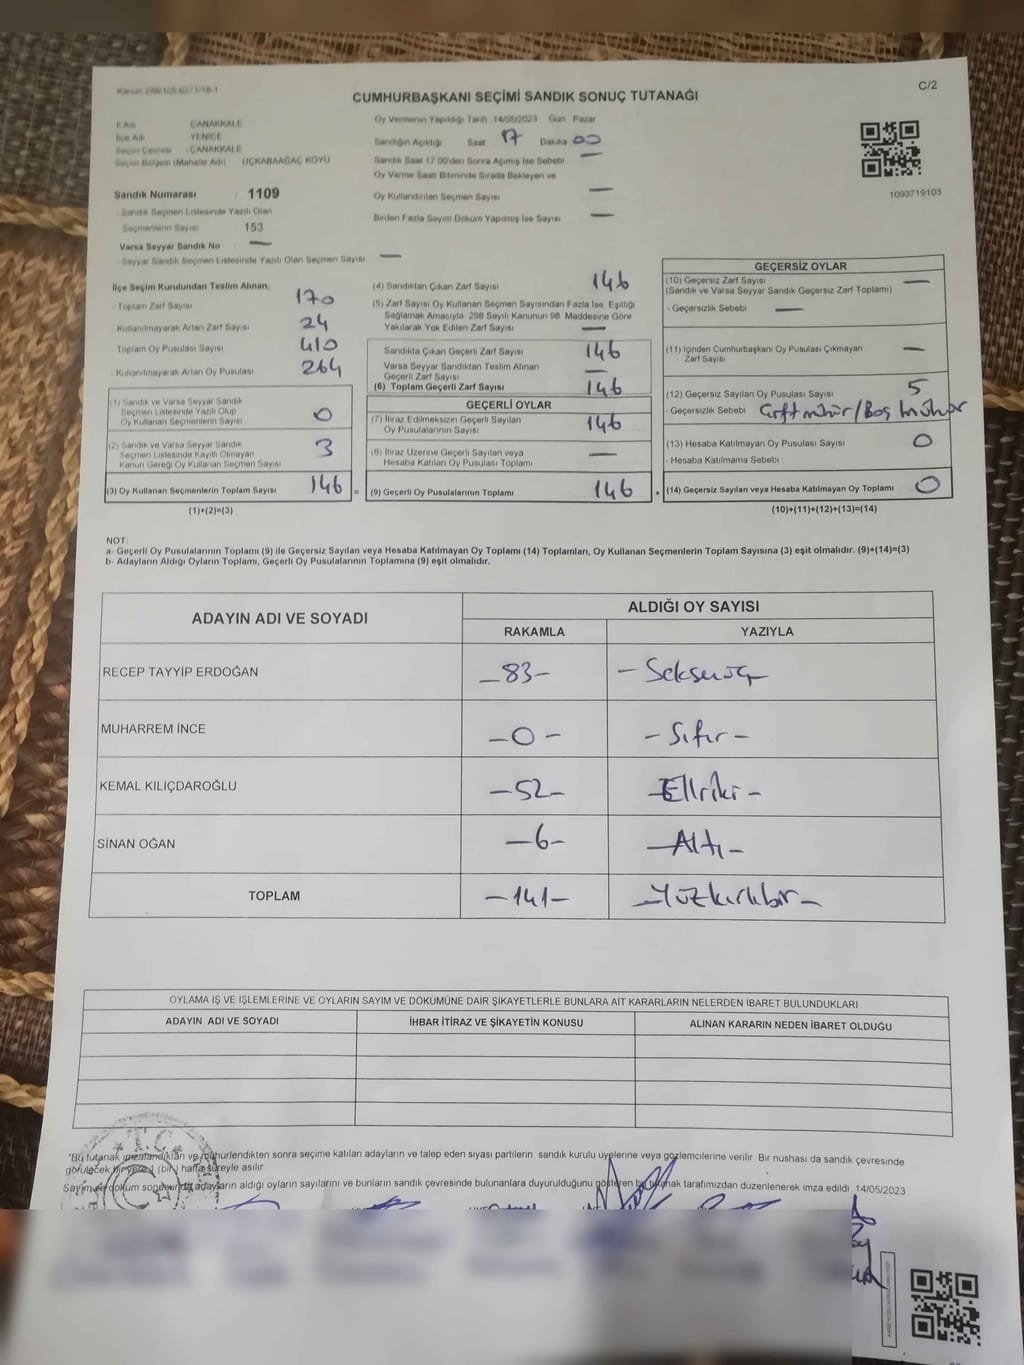 C/2
CUMHURBAŞKANI SEÇİMİ SANDIK SONUÇ TUTANAĞI
İl Adı : ÇANAKKALE
İlçe Adı : YENİCE
Seçim Çevresi : ÇANAKKALE
Seçim Bölgesi (Mahalle Adı) : ÜÇKABAAĞAÇ KÖYÜ
Sandık Numarası : 1109
Sandık Seçmen Listesinde Yazılı Olan
Seçmenlerin Sayısı : 153
Varsa Seyyar Sandık No : —
- Seyyar Sandık Seçmen Listesinde Yazılı Olan Seçmen Sayısı —
Oy Vermenin Yapıldığı Tarih 14/05/2023 Gün Pazar
Sandığın Açıldığı Saat 17 Dakika 00
Sandık Saat 17.00'den Sonra Açılmış İse Sebebi —
Oy Verme Saati Bitiminde Sırada Bekleyen ve
Oy Kullandırılan Seçmen Sayısı —
Birden Fazla Sayım Döküm Yapılmış İse Sayısı —
1093719103
İlçe Seçim Kurulundan Teslim Alınan;
- Toplam Zarf Sayısı 170
- Kullanılmayarak Artan Zarf Sayısı 24
- Toplam Oy Pusulası Sayısı 410
- Kullanılmayarak Artan Oy Pusulası 264
(1) Sandık ve Varsa Seyyar Sandık
Seçmen Listesinde Yazılı Olup
Oy Kullanan Seçmenlerin Sayısı 0
(2) Sandık ve Varsa Seyyar Sandık
Seçmen Listesinde Kayıtlı Olmayan
Kanun Gereği Oy Kullanan Seçmen Sayısı 3
(3) Oy Kullanan Seçmenlerin Toplam Sayısı 146
(1)+(2)=(3)
(4) Sandıktan Çıkan Zarf Sayısı 146
(5) Zarf Sayısı Oy Kullanan Seçmen Sayısından Fazla İse, Eşitliği
Sağlamak Amacıyla 298 Sayılı Kanunun 98. Maddesine Göre
Yakılarak Yok Edilen Zarf Sayısı —
Sandıkta Çıkan Geçerli Zarf Sayısı 146
Varsa Seyyar Sandıktan Teslim Alınan
Geçerli Zarf Sayısı —
(6) Toplam Geçerli Zarf Sayısı 146
GEÇERLİ OYLAR
(7) İtiraz Edilmeksizin Geçerli Sayılan
Oy Pusulalarının Sayısı 146
(8) İtiraz Üzerine Geçerli Sayılan veya
Hesaba Katılan Oy Pusulası Toplamı —
= (9) Geçerli Oy Pusulalarının Toplamı 146 +
GEÇERSİZ OYLAR
(10) Geçersiz Zarf Sayısı —
(Sandık ve Varsa Seyyar Sandık Geçersiz Zarf Toplamı)
- Geçersizlik Sebebi —
(11) İçinden Cumhurbaşkanı Oy Pusulası Çıkmayan
Zarf Sayısı —
(12) Geçersiz Sayılan Oy Pusulası Sayısı 5
- Geçersizlik Sebebi Çift mühür/Boş mühür
(13) Hesaba Katılmayan Oy Pusulası Sayısı 0
- Hesaba Katılmama Sebebi
(14) Geçersiz Sayılan veya Hesaba Katılmayan Oy Toplamı 0
(10)+(11)+(12)+(13)=(14)
NOT:
a- Geçerli Oy Pusulalarının Toplamı (9) ile Geçersiz Sayılan veya Hesaba Katılmayan Oy Toplamı (14) Toplamları, Oy Kullanan Seçmenlerin Toplam Sayısına (3) eşit olmalıdır. (9)+(14)=(3)
b- Adayların Aldığı Oyların Toplamı, Geçerli Oy Pusulalarının Toplamına (9) eşit olmalıdır.
ADAYIN ADI VE SOYADI ALDIĞI OY SAYISI
RAKAMLA YAZIYLA
RECEP TAYYİP ERDOĞAN -83- - Seksenüç
MUHARREM İNCE -0- -Sıfır-
KEMAL KILIÇDAROĞLU -52- -Elliiki-
SİNAN OĞAN -6- -Altı-
TOPLAM -141- -Yüzkırkbir-
OYLAMA İŞ VE İŞLEMLERİNE VE OYLARIN SAYIM VE DÖKÜMÜNE DAİR ŞİKAYETLERLE BUNLARA AİT KARARLARIN NELERDEN İBARET BULUNDUKLARI
ADAYIN ADI VE SOYADI İHBAR İTİRAZ VE ŞİKAYETİN KONUSU ALINAN KARARIN NEDEN İBARET OLDUĞU
T.C.
*Bu tutanak imzalandıktan ve mühürlendikten sonra seçime katılan adayların ve talep eden siyasi partilerin sandık kurulu üyelerine veya gözlemcilerine verilir. Bir nüshası da sandık çevresinde
görülecek bir yere 1 (bir) hafta süreyle asılır.
Sayım ve döküm sonucunda adayların aldığı oyların sayılarını ve bunların sandık çevresinde bulunanlara duyurulduğunu gösteren bu tutanak tarafımızdan düzenlenerek imza edildi. 14/05/2023